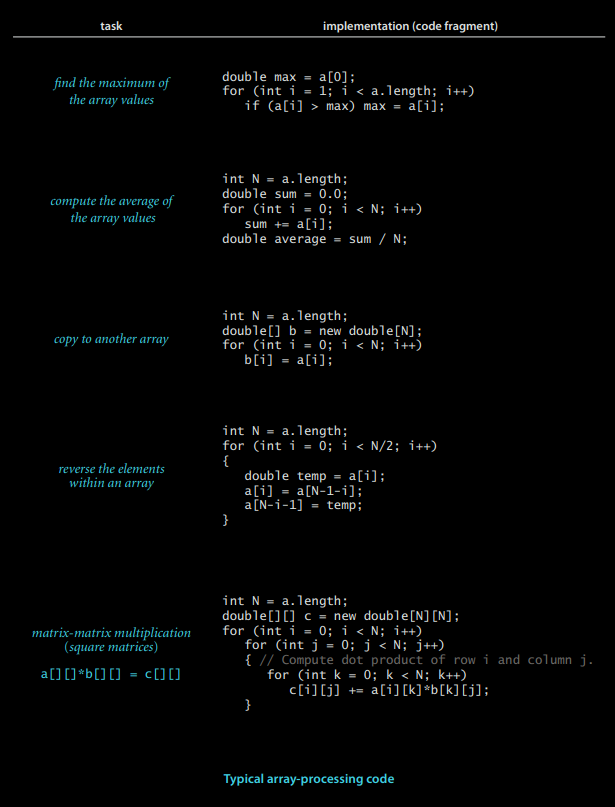 task implementation (code fragment)
find the maximum of
the array values
double max = a[0];
for (int i = 1; i < a.length; i++)
if (a[i] > max) max = a[i];
compute the average of
the array values
int N = a.length;
double sum = 0.0;
for (int i = 0; i < N; i++)
sum += a[i];
double average = sum / N;
copy to another array
int N = a.length;
double[] b = new double[N];
for (int i = 0; i < N; i++)
b[i] = a[i];
reverse the elements
within an array
int N = a.length;
for (int i = 0; i < N/2; i++)
{
double temp = a[i];
a[i] = a[N-1-i];
a[N-i-1] = temp;
}
matrix-matrix multiplication
(square matrices)
a[][]*b[][] = c[][]
int N = a.length;
double[][] c = new double[N][N];
for (int i = 0; i < N; i++)
for (int j = 0; j < N; j++)
{ // Compute dot product of row i and column j.
for (int k = 0; k < N; k++)
c[i][j] += a[i][k]*b[k][j];
}
Typical array-processing code